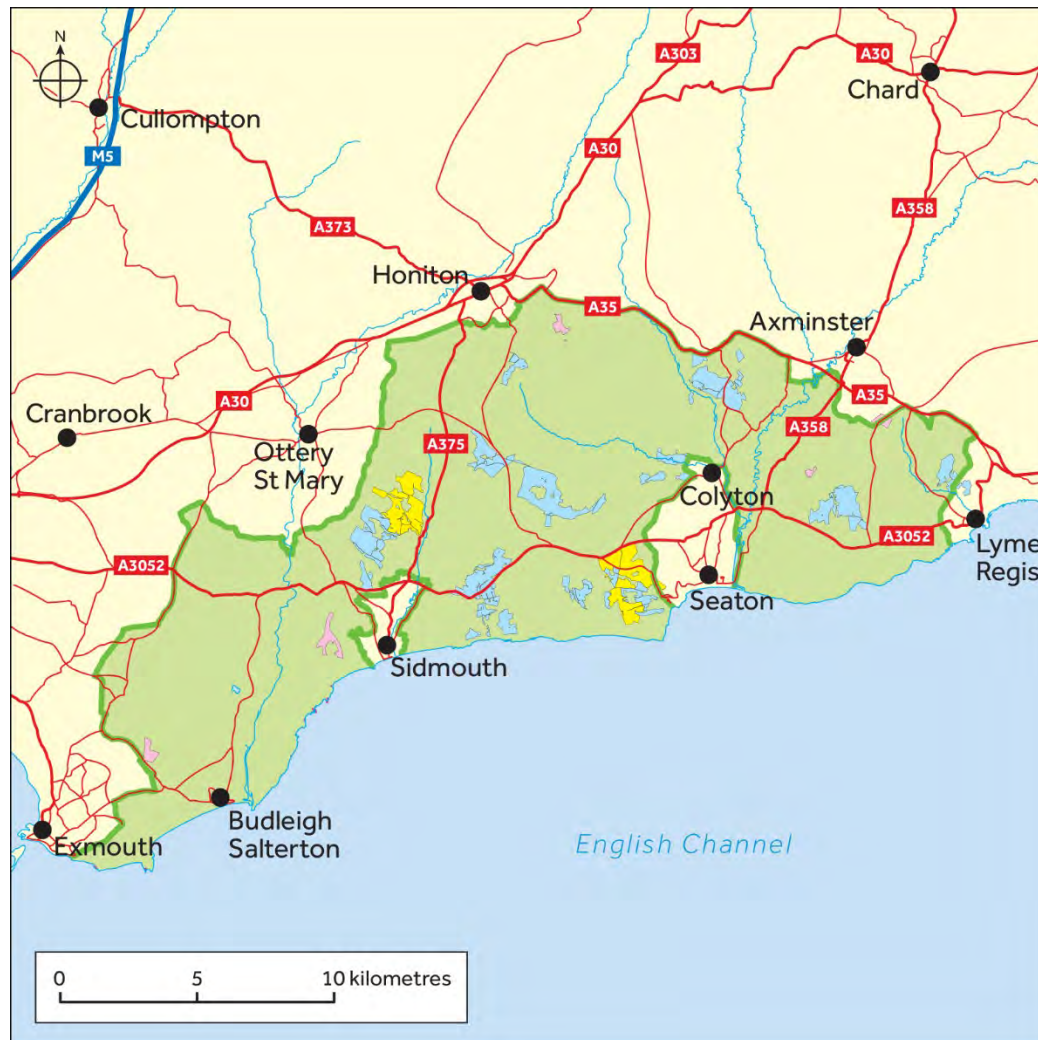 N
A303
A30
Chard
Cullompton
M5
A30
A358
A373
Honiton
A35
Axminster
A30
A35
Cranbrook
A358
Ottery
St Mary
A375
Colyton
A3052
A3052
Lyme
Regis
Seaton
Sidmouth
Budleigh
Salterton
Exmouth
English Channel
0 5 10 kilometres